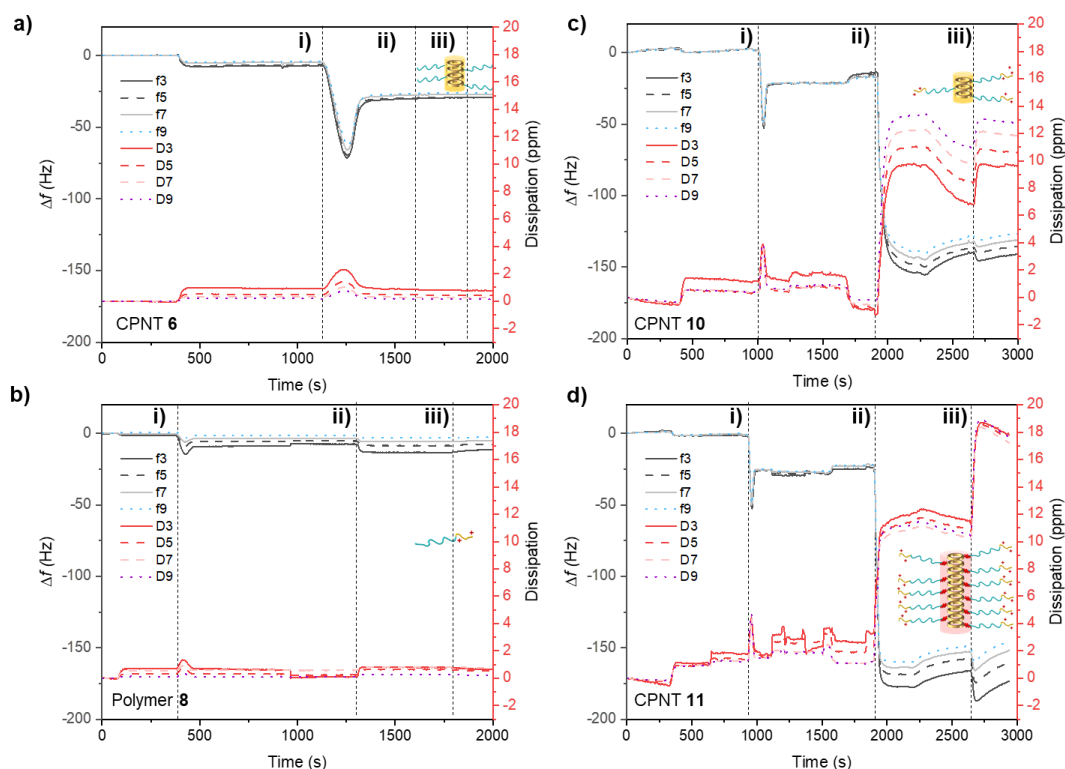 a)
i) ii) iii)
20
18
16
14
12
10
8
6
4
2
0
-2
0
-50
-100
-150
-200
Δf (Hz)
Dissipation (ppm)
f3
f5
f7
f9
D3
D5
D7
D9
CPNT 6
0 500 1000 1500 2000
Time (s)
c)
i) ii) iii)
20
18
16
14
12
10
8
6
4
2
0
-2
0
-50
-100
-150
-200
Δf (Hz)
Dissipation (ppm)
f3
f5
f7
f9
D3
D5
D7
D9
CPNT 10
0 500 1000 1500 2000 2500 3000
Time (s)
b)
i) ii) iii)
20
18
16
14
12
10
8
6
4
2
0
-2
0
-50
-100
-150
-200
Δf (Hz)
Dissipation
f3
f5
f7
f9
D3
D5
D7
D9
Polymer 8
0 500 1000 1500 2000
Time (s)
d)
i) ii) iii)
20
18
16
14
12
10
8
6
4
2
0
-2
0
-50
-100
-150
-200
Δf (Hz)
Dissipation (ppm)
f3
f5
f7
f9
D3
D5
D7
D9
CPNT 11
0 500 1000 1500 2000 2500 3000
Time (s)